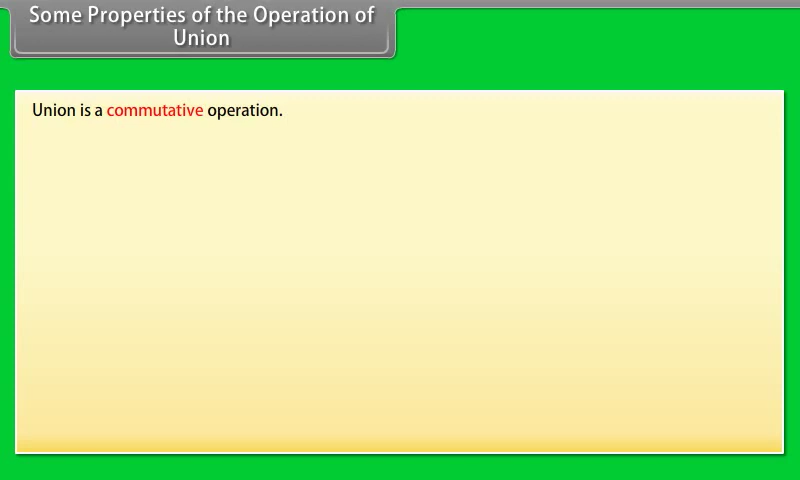 Some Properties of the Operation of
Union
Union is a commutative operation.